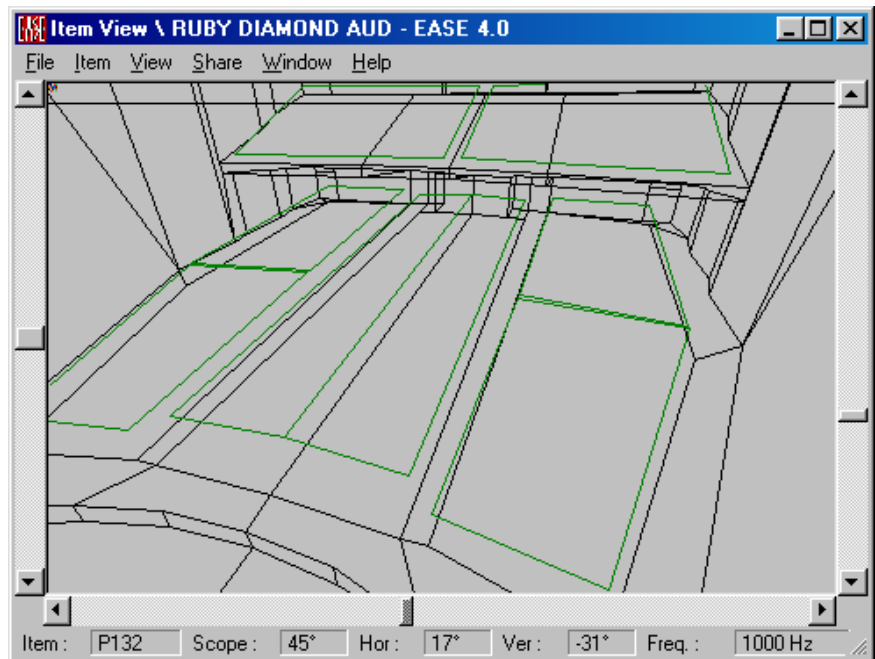 Item View \ RUBY DIAMOND AUD - EASE 4.0
File Item View Share Window Help
Item : P132 Scope : 45° Hor : 17° Ver : -31° Freq. : 1000 Hz